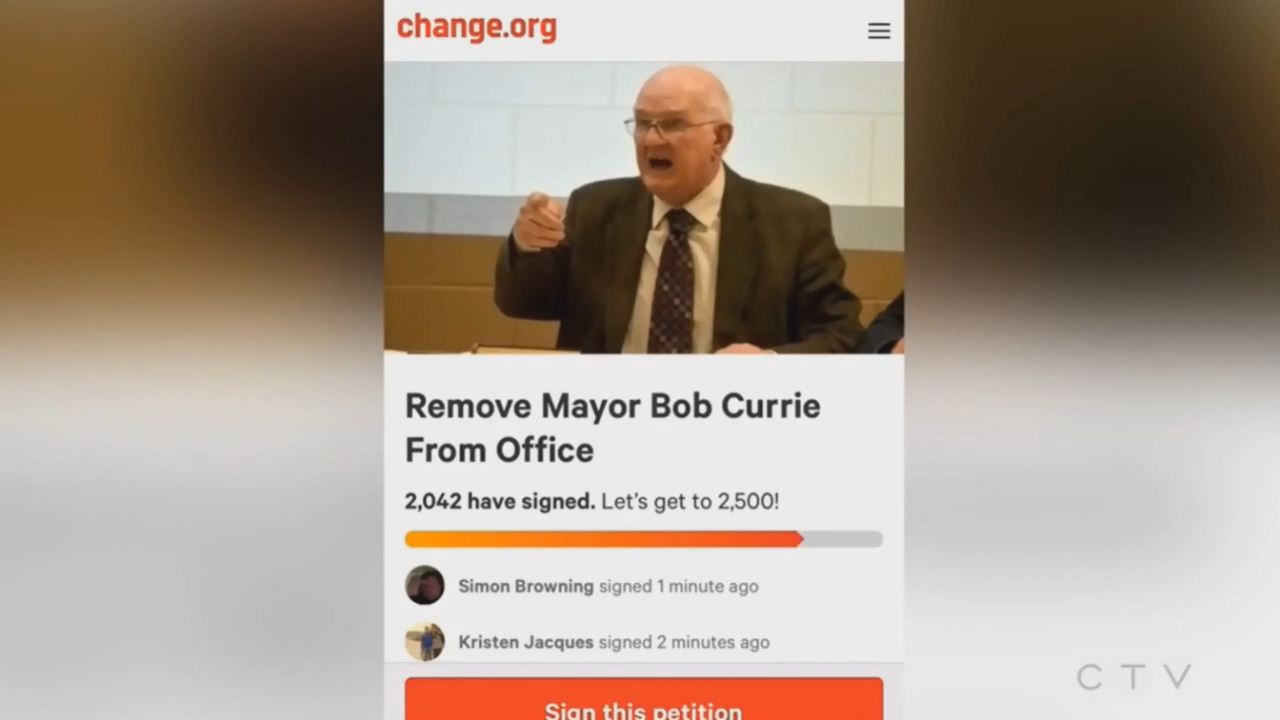 change.org
Remove Mayor Bob Currie
From Office
2,042 have signed. Let's get to 2,500!
Simon Browning signed 1 minute ago
Kristen Jacques signed 2 minutes ago
Sign this petition
CTV